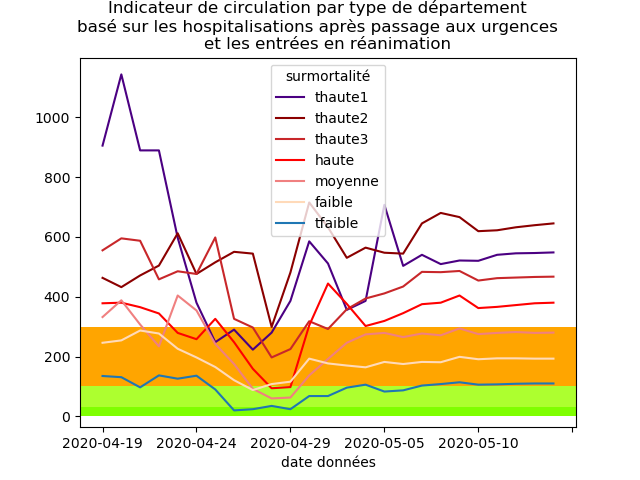 Indicateur de circulation par type de département
basé sur les hospitalisations après passage aux urgences
et les entrées en réanimation
surmortalité
thaute1
thaute2
thaute3
haute
moyenne
faible
tfaible
1000
800
600
400
200
0
2020-04-19 2020-04-24 2020-04-29 2020-05-05 2020-05-10
date données